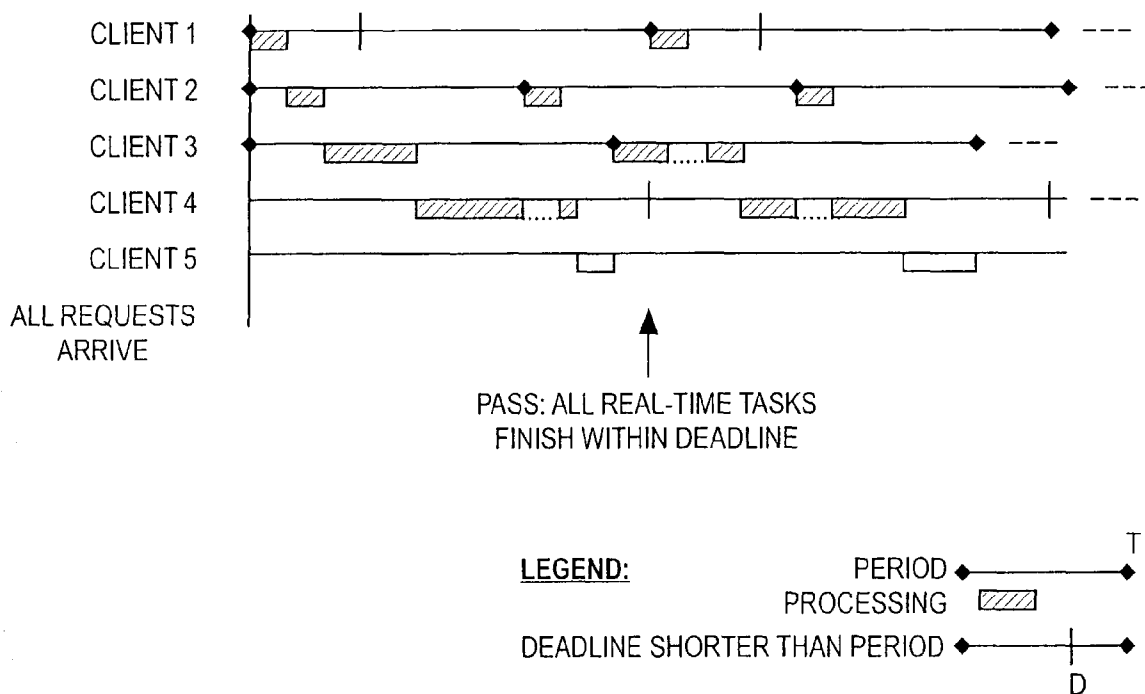 CLIENT 1
CLIENT 2
CLIENT 3
CLIENT 4
CLIENT 5
ALL REQUESTS
ARRIVE
PASS: ALL REAL-TIME TASKS
FINISH WITHIN DEADLINE
LEGEND:
T
PERIOD
PROCESSING
DEADLINE SHORTER THAN PERIOD
D